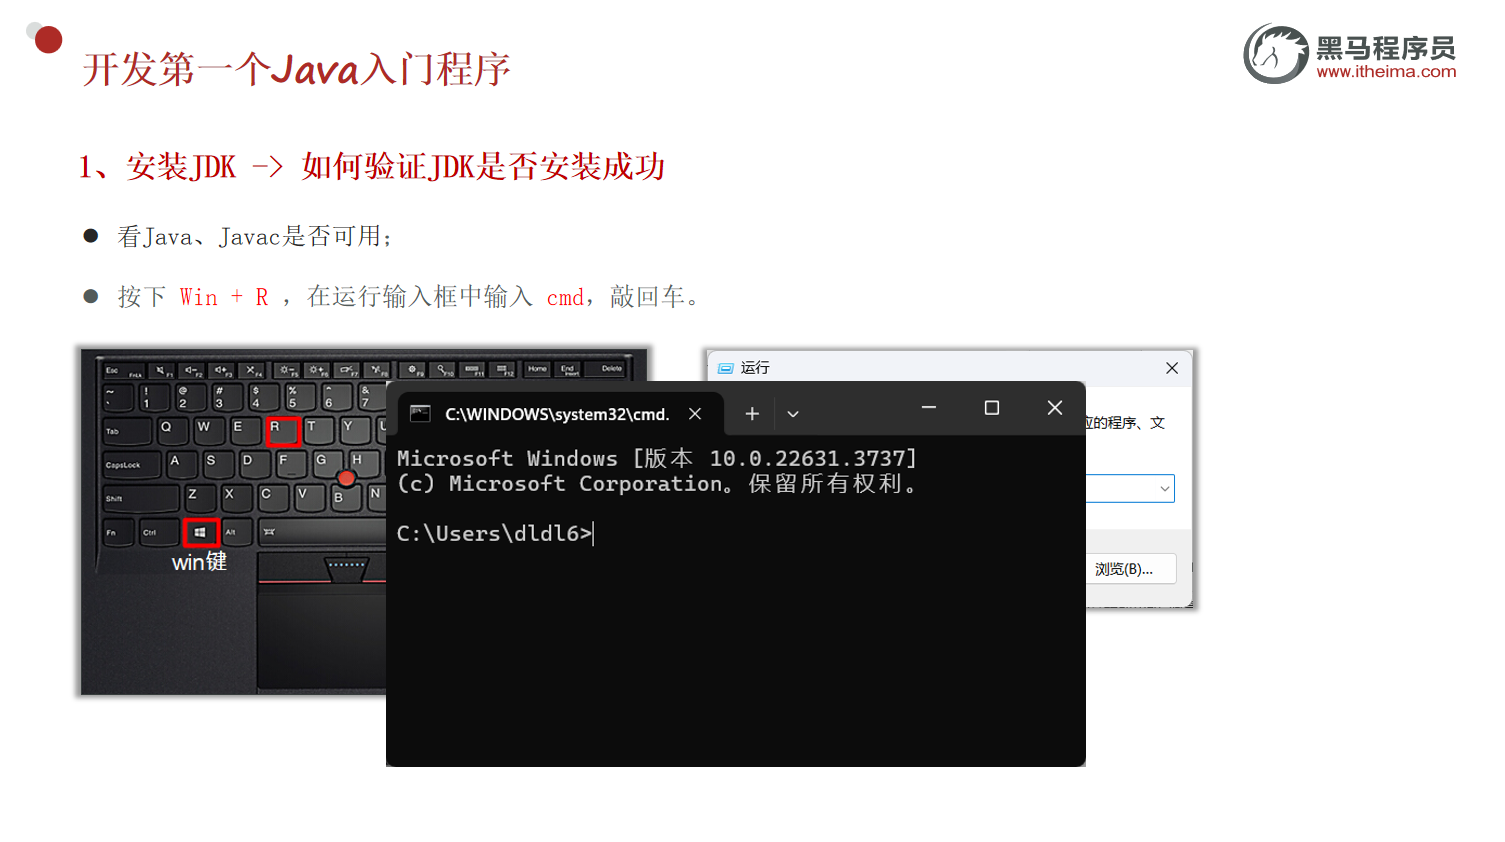 开发第一个Java入门程序
黑马程序员
www.itheima.com
1、安装JDK -> 如何验证JDK是否安装成功
看Java、Javac是否可用；
按下 Win + R ，在运行输入框中输入 cmd，敲回车。
Esc FnLk F1 F2 F3 F4 F5 F6 F7 F8 F9 F10 F11 F12 Home End Insert Delete
~ ` ! 1 @ 2 # 3 $ 4 % 5 ^ 6 & 7
Tab Q W E R T Y U
CapsLock A S D F G H
Shift Z X C V B N
Fn Ctrl Alt
win键
运行
应的程序、文
浏览(B)...
C:\WINDOWS\system32\cmd.
Microsoft Windows [版本 10.0.22631.3737]
(c) Microsoft Corporation。保留所有权利。
C:\Users\dldl6>